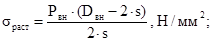 σ_раст = P_вн · (D_вн − 2 · s) / 2 · s , Н / мм²;